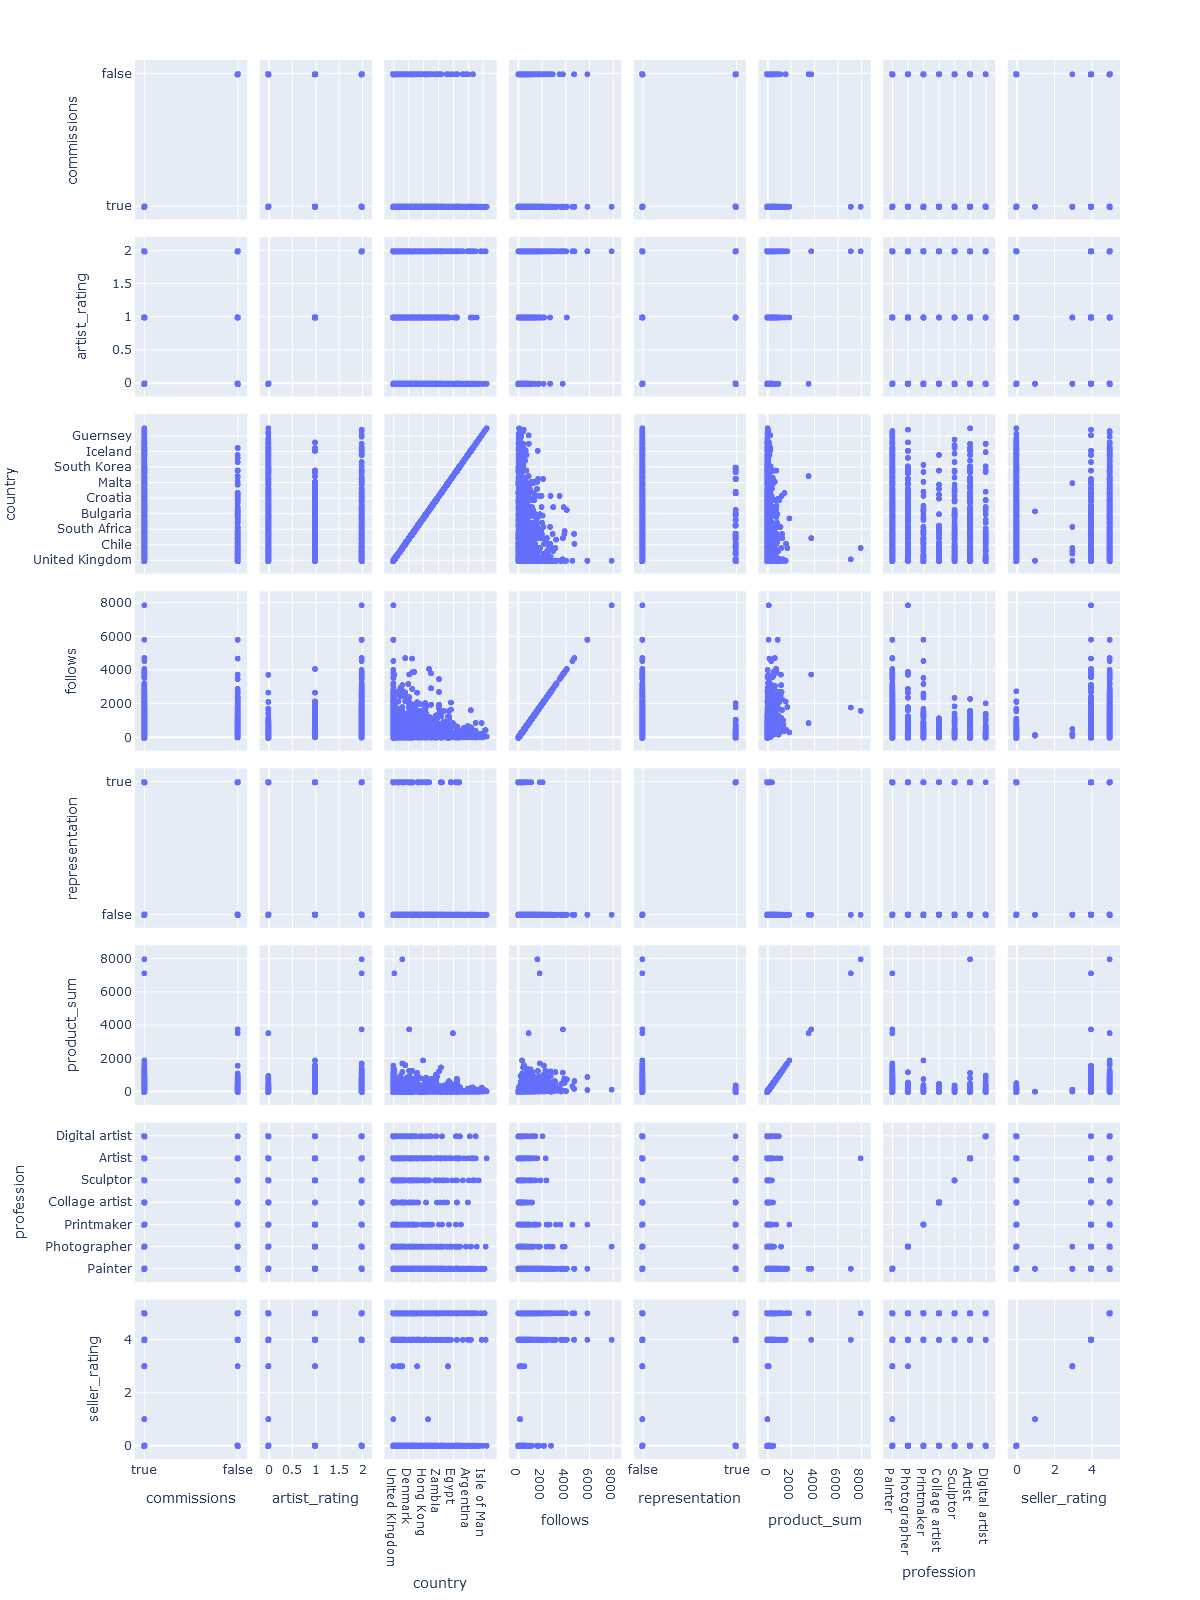 false
commissions
true
2
1.5
artist_rating
1
0.5
0
Guernsey
Iceland
South Korea
Malta
country
Croatia
Bulgaria
South Africa
Chile
United Kingdom
8000
6000
follows
4000
2000
0
true
representation
false
8000
6000
product_sum
4000
2000
0
Digital artist
Artist
Sculptor
profession
Collage artist
Printmaker
Photographer
Painter
4
seller_rating
2
0
true false
0 0.5 1 1.5 2
United Kingdom
Denmark
Hong Kong
Zambia
Egypt
Argentina
Isle of Man
0 2000 4000 6000 8000
false true
0 2000 4000 6000 8000
Painter
Photographer
Printmaker
Collage artist
Sculptor
Artist
Digital artist
0 2 4
commissions
artist_rating
country
follows
representation
product_sum
profession
seller_rating